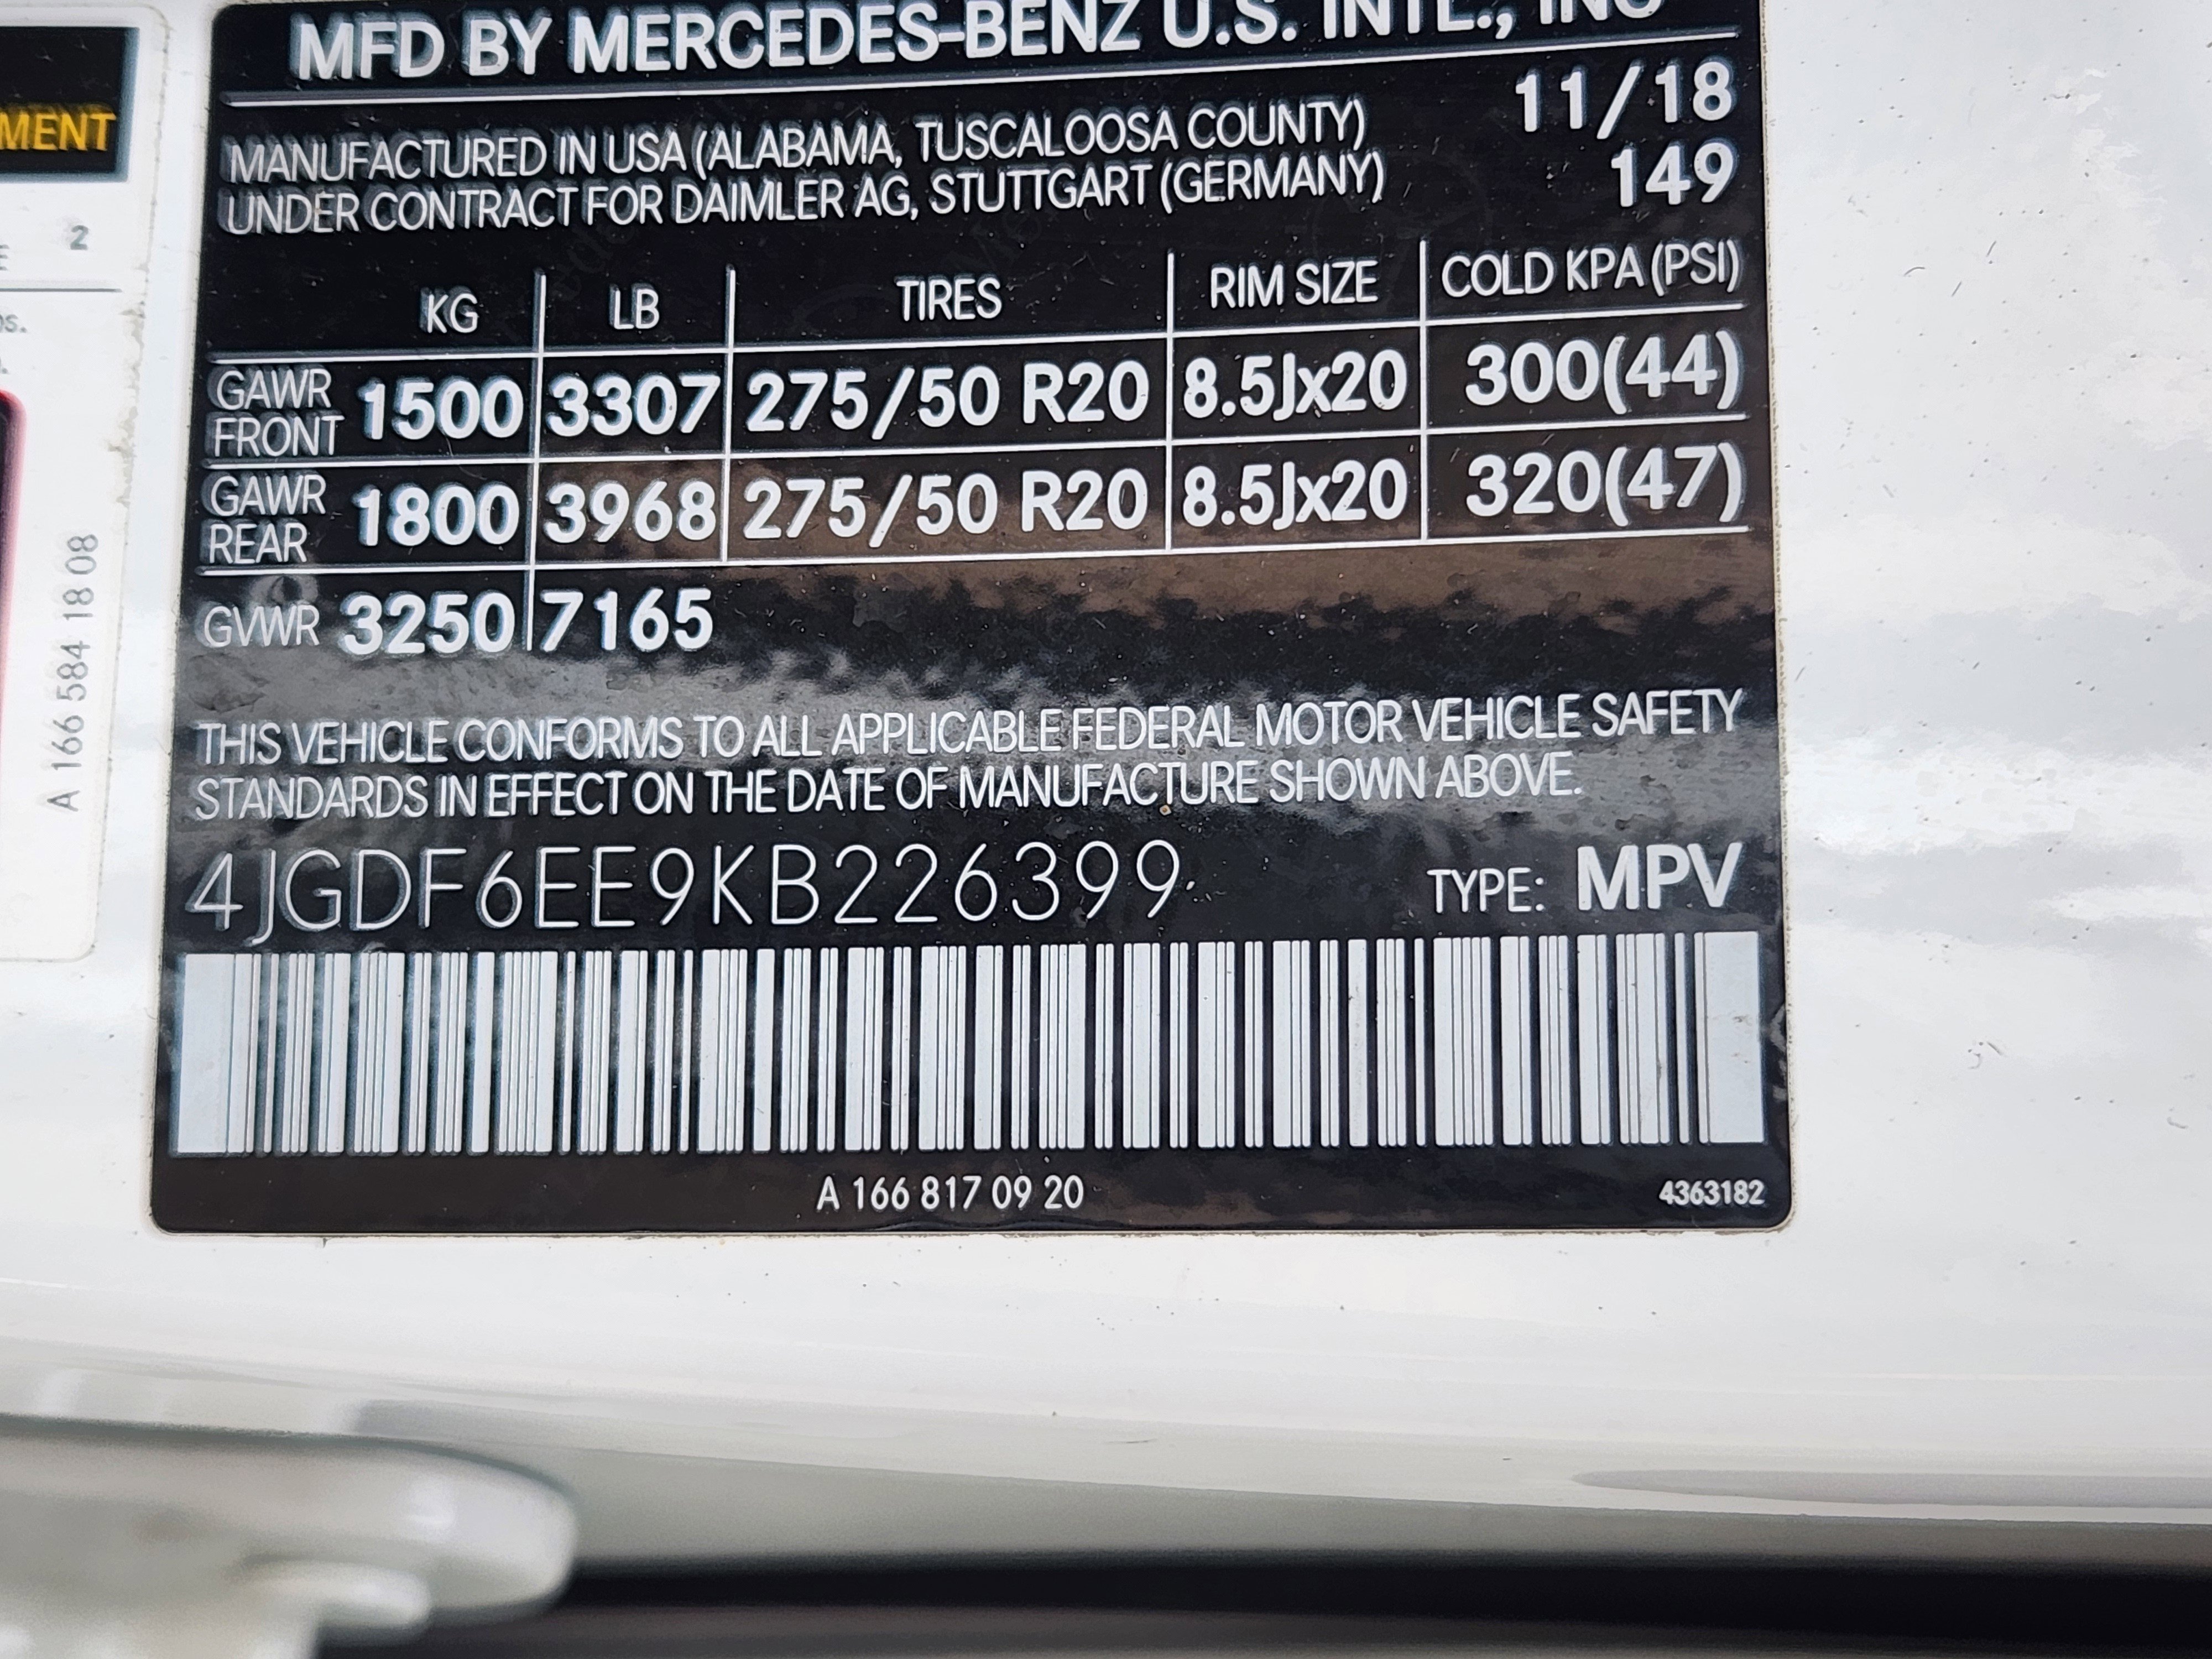 MFD BY MERCEDES-BENZ U.S. INTL., INC
11/18
MANUFACTURED IN USA (ALABAMA, TUSCALOOSA COUNTY)
UNDER CONTRACT FOR DAIMLER AG, STUTTGART (GERMANY)
149
KG LB TIRES RIM SIZE COLD KPA (PSI)
GAWR FRONT 1500 3307 275/50 R20 8.5Jx20 300(44)
GAWR REAR 1800 3968 275/50 R20 8.5Jx20 320(47)
GVWR 3250 7165
THIS VEHICLE CONFORMS TO ALL APPLICABLE FEDERAL MOTOR VEHICLE SAFETY
STANDARDS IN EFFECT ON THE DATE OF MANUFACTURE SHOWN ABOVE.
4JGDF6EE9KB226399
TYPE: MPV
A 166 817 09 20
4363182
MENT
2
A 166 584 18 08